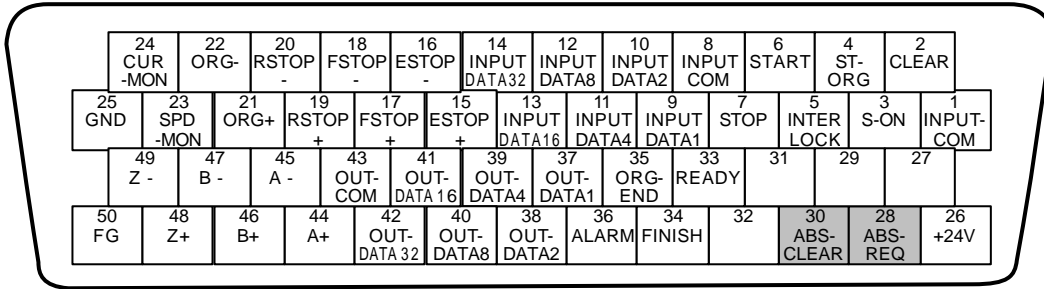 24 22 20 18 16 14 12 10 8 6 4 2
CUR ORG- RSTOP FSTOP ESTOP INPUT INPUT INPUT INPUT START ST- CLEAR
-MON - - - DATA32 DATA8 DATA2 COM ORG
25 23 21 19 17 15 13 11 9 7 5 3 1
GND SPD ORG+ RSTOP FSTOP ESTOP INPUT INPUT INPUT STOP INTER S-ON INPUT-
-MON + + + DATA16 DATA4 DATA1 LOCK COM
49 47 45 43 41 39 37 35 33 31 29 27
Z - B - A - OUT- OUT- OUT- OUT- ORG- READY
COM DATA16 DATA4 DATA1 END
50 48 46 44 42 40 38 36 34 32 30 28 26
FG Z+ B+ A+ OUT- OUT- OUT- ALARM FINISH ABS- ABS- +24V
DATA32 DATA8 DATA2 CLEAR REQ